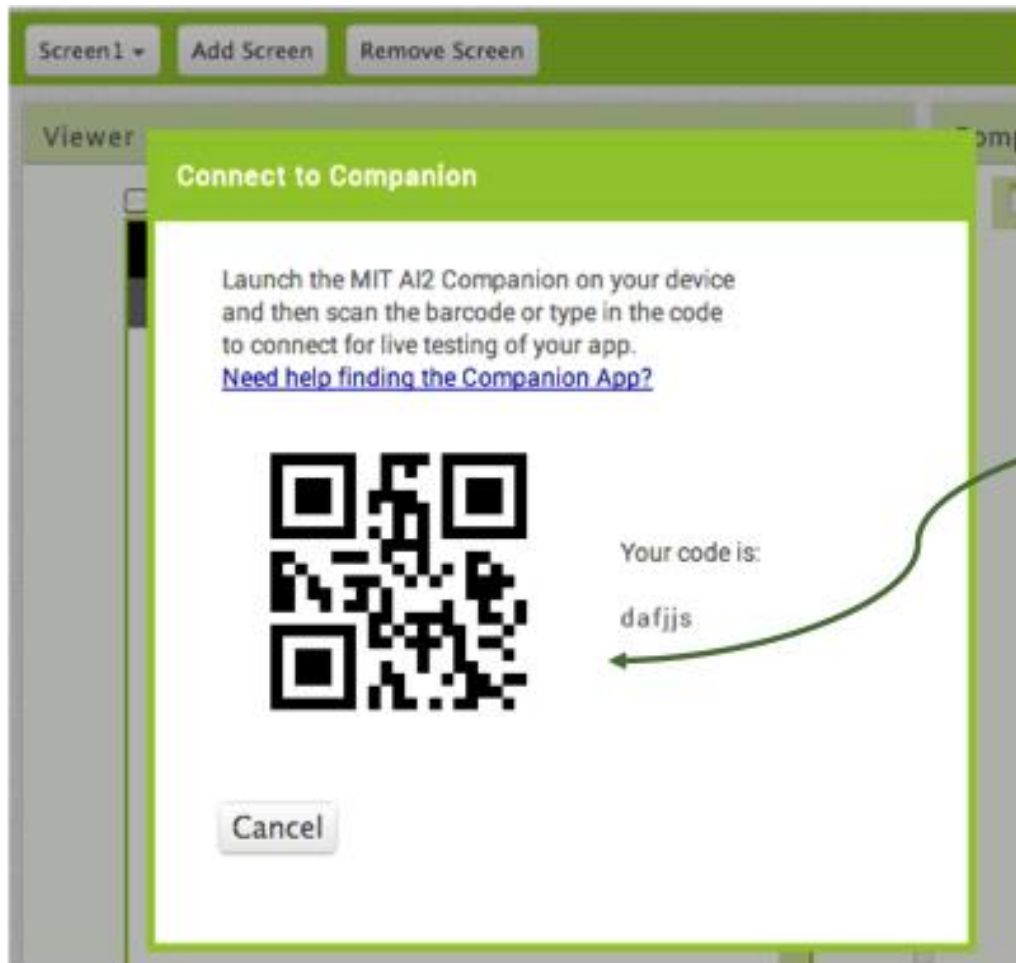 Screen1
Add Screen
Remove Screen
Viewer
Connect to Companion
Launch the MIT AI2 Companion on your device
and then scan the barcode or type in the code
to connect for live testing of your app.
Need help finding the Companion App?
Your code is:
dafjjs
Cancel